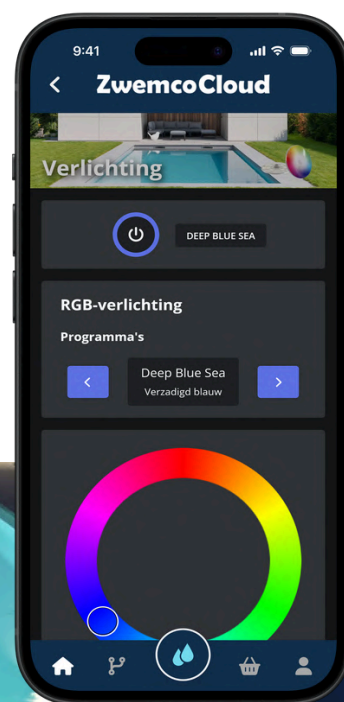 9:41
ZwemcoCloud
Verlichting
DEEP BLUE SEA
RGB-verlichting
Programma's
Deep Blue Sea
Verzadigd blauw